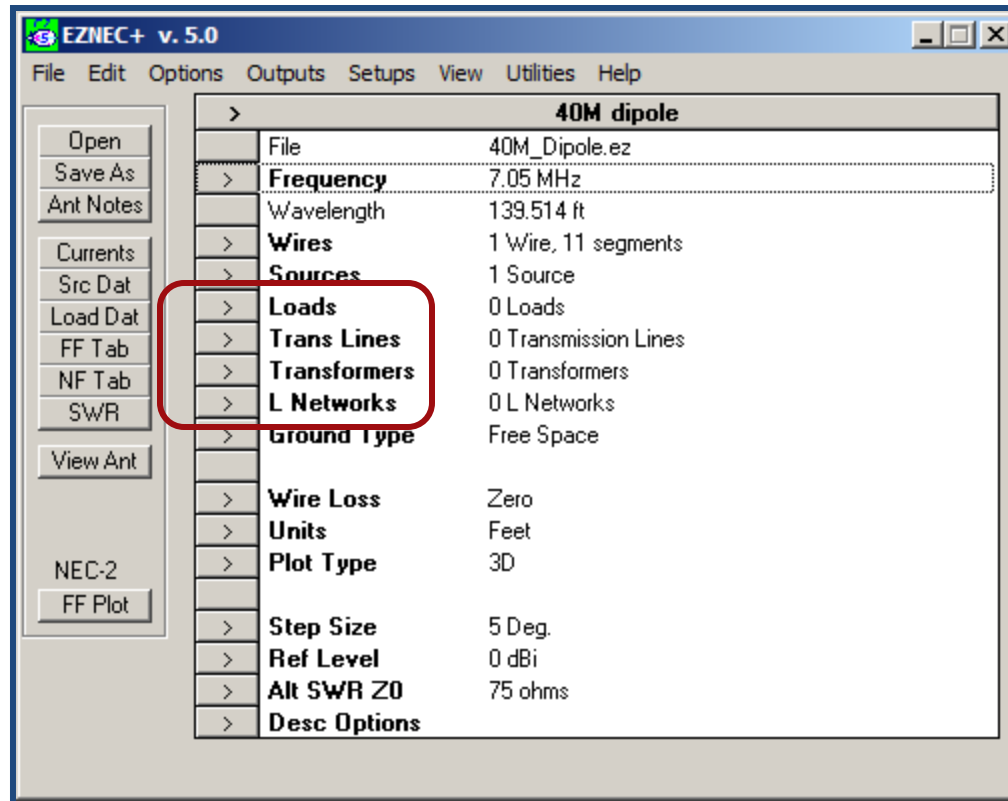 EZNEC+ v. 5.0
File Edit Options Outputs Setups View Utilities Help
Open
Save As
Ant Notes
Currents
Src Dat
Load Dat
FF Tab
NF Tab
SWR
View Ant
NEC-2
FF Plot
> 40M dipole
File 40M_Dipole.ez
> Frequency 7.05 MHz
Wavelength 139.514 ft
> Wires 1 Wire, 11 segments
> Sources 1 Source
> Loads 0 Loads
> Trans Lines 0 Transmission Lines
> Transformers 0 Transformers
> L Networks 0 L Networks
> Ground Type Free Space
> Wire Loss Zero
> Units Feet
> Plot Type 3D
> Step Size 5 Deg.
> Ref Level 0 dBi
> Alt SWR Z0 75 ohms
> Desc Options